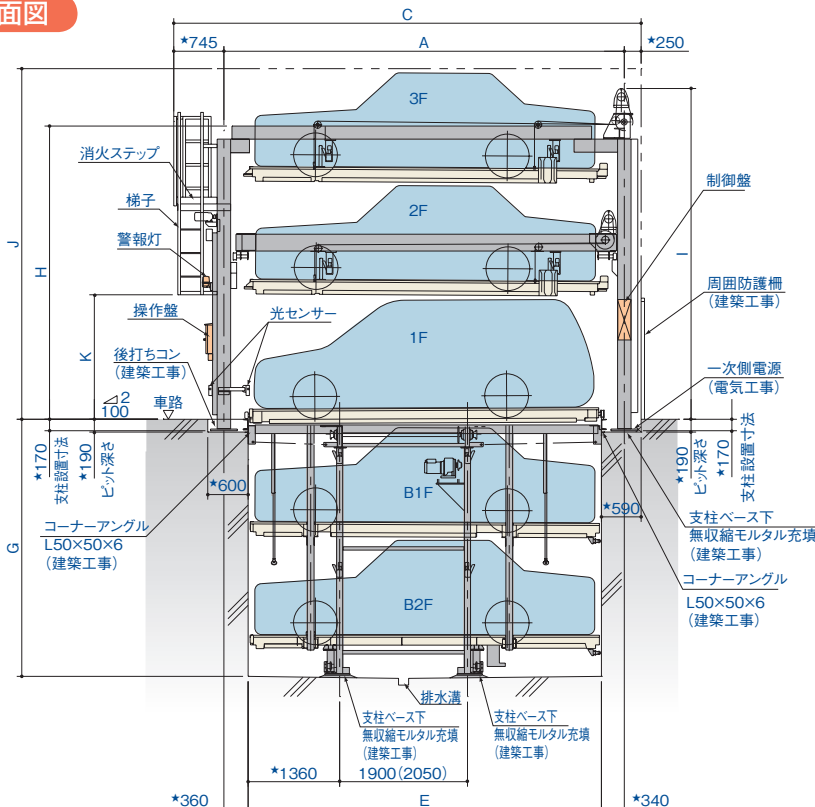 面図
C
★745
A
★250
3F
消火ステップ
制御盤
梯子
2F
警報灯
J
H
I
周囲防護柵
(建築工事)
操作盤
光センサー
1F
K
後打ちコン
(建築工事)
一次側電源
(電気工事)
2
100
車路
★170
支柱設置寸法
★190
ピット深さ
★190
ピット深さ
★170
支柱設置寸法
★600
B1F
★590
G
コーナーアングル
L50×50×6
(建築工事)
支柱ベース下
無収縮モルタル充填
(建築工事)
コーナーアングル
L50×50×6
(建築工事)
B2F
排水溝
支柱ベース下
無収縮モルタル充填
(建築工事)
支柱ベース下
無収縮モルタル充填
(建築工事)
★1360
1900(2050)
★360
E
★340